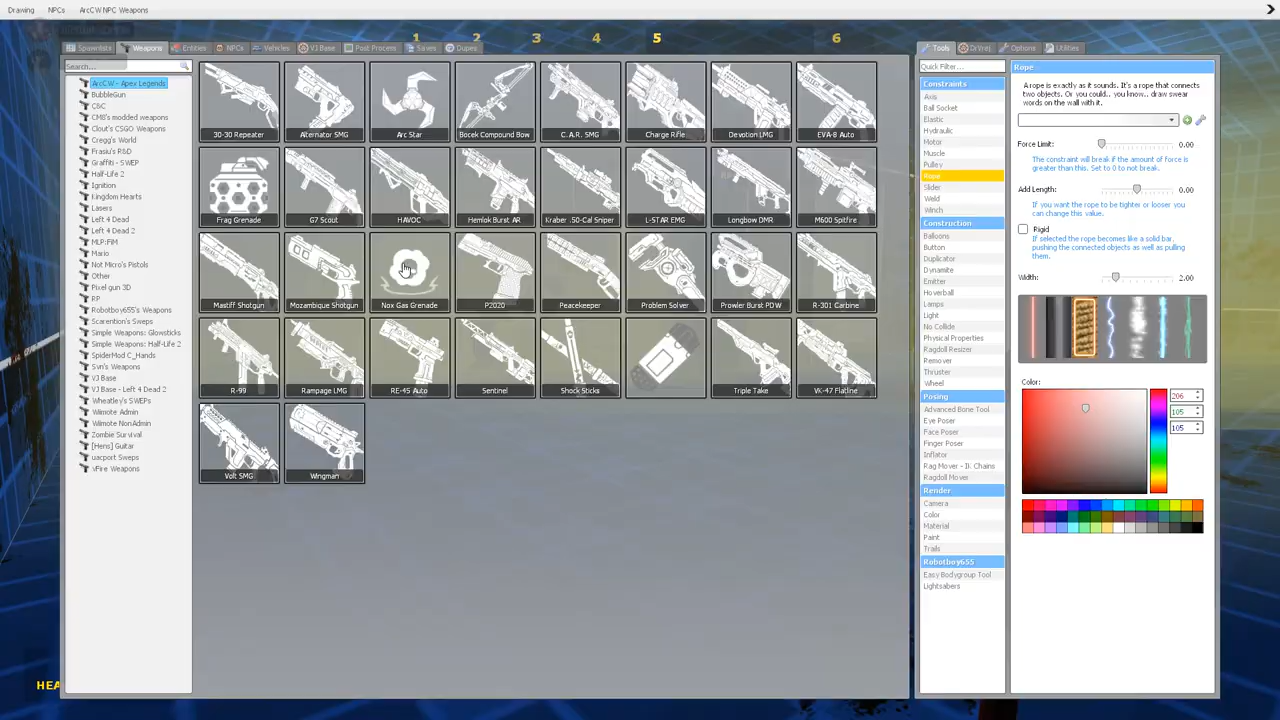 Drawing NPCs ArcCW NPC Weapons
1 2 3 4 5 6
Spawnlists Weapons Entities NPCs Vehicles VJ Base Post Process Saves Dupes
Search...
ArcCW - Apex Legends
BubbleGun
C&C
CM8's modded weapons
Clout's CSGO Weapons
Cregg's World
Frasiu's R&D
Graffiti - SWEP
Half-Life 2
Ignition
Kingdom Hearts
Lasers
Left 4 Dead
Left 4 Dead 2
MLP:FiM
Mario
Not Micro's Pistols
Other
Pixel gun 3D
RP
Robotboy655's Weapons
Scarention's Sweps
Simple Weapons: Glowsticks
Simple Weapons: Half-Life 2
SpiderMod C_Hands
Svn's Weapons
VJ Base
VJ Base - Left 4 Dead 2
Wheatley's SWEPs
Wiimote Admin
Wiimote NonAdmin
Zombie Survival
[Hens] Guitar
uacport Sweps
vFire Weapons
30-30 Repeater Alternator SMG Arc Star Bocek Compound Bow C.A.R. SMG Charge Rifle Devotion LMG EVA-8 Auto
Frag Grenade G7 Scout HAVOC Hemlok Burst AR Kraber .50-Cal Sniper L-STAR EMG Longbow DMR M600 Spitfire
Mastiff Shotgun Mozambique Shotgun Nox Gas Grenade P2020 Peacekeeper Problem Solver Prowler Burst PDW R-301 Carbine
R-99 Rampage LMG RE-45 Auto Sentinel Shock Sticks Triple Take VK-47 Flatline
Volt SMG Wingman
HEA
Tools Options Utilities
Quick Filter...
Constraints
Axis
Ball Socket
Elastic
Hydraulic
Motor
Muscle
Pulley
Rope
Slider
Weld
Winch
Construction
Balloons
Button
Duplicator
Dynamite
Emitter
Hoverball
Lamps
Light
No Collide
Physical Properties
Ragdoll Resizer
Remover
Thruster
Wheel
Posing
Advanced Bone Tool
Eye Poser
Face Poser
Finger Poser
Inflator
Rag Mover - IK Chains
Ragdoll Mover
Render
Camera
Color
Material
Paint
Trails
Robotboy655
Easy Bodygroup Tool
Lightsabers
Rope
A rope is exactly as it sounds. It's a rope that connects
two objects. Or you could.. you know.. draw swear
words on the wall with it.
Force Limit: 0.00
The constraint will break if the amount of force is
greater than this. Set to 0 to not break.
Add Length: 0.00
If you want the rope to be tighter or looser you
can change this value.
Rigid
If selected the rope becomes like a solid bar,
pushing the connected objects as well as pulling
them.
Width: 2.00
Color:
206
105
105